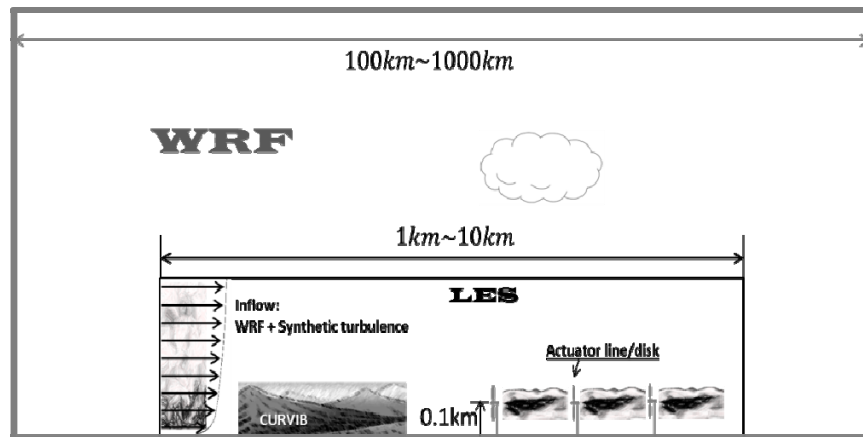 100km~1000km
WRF
1km~10km
LES
Inflow:
WRF + Synthetic turbulence
Actuator line/disk
CURVIB
0.1km